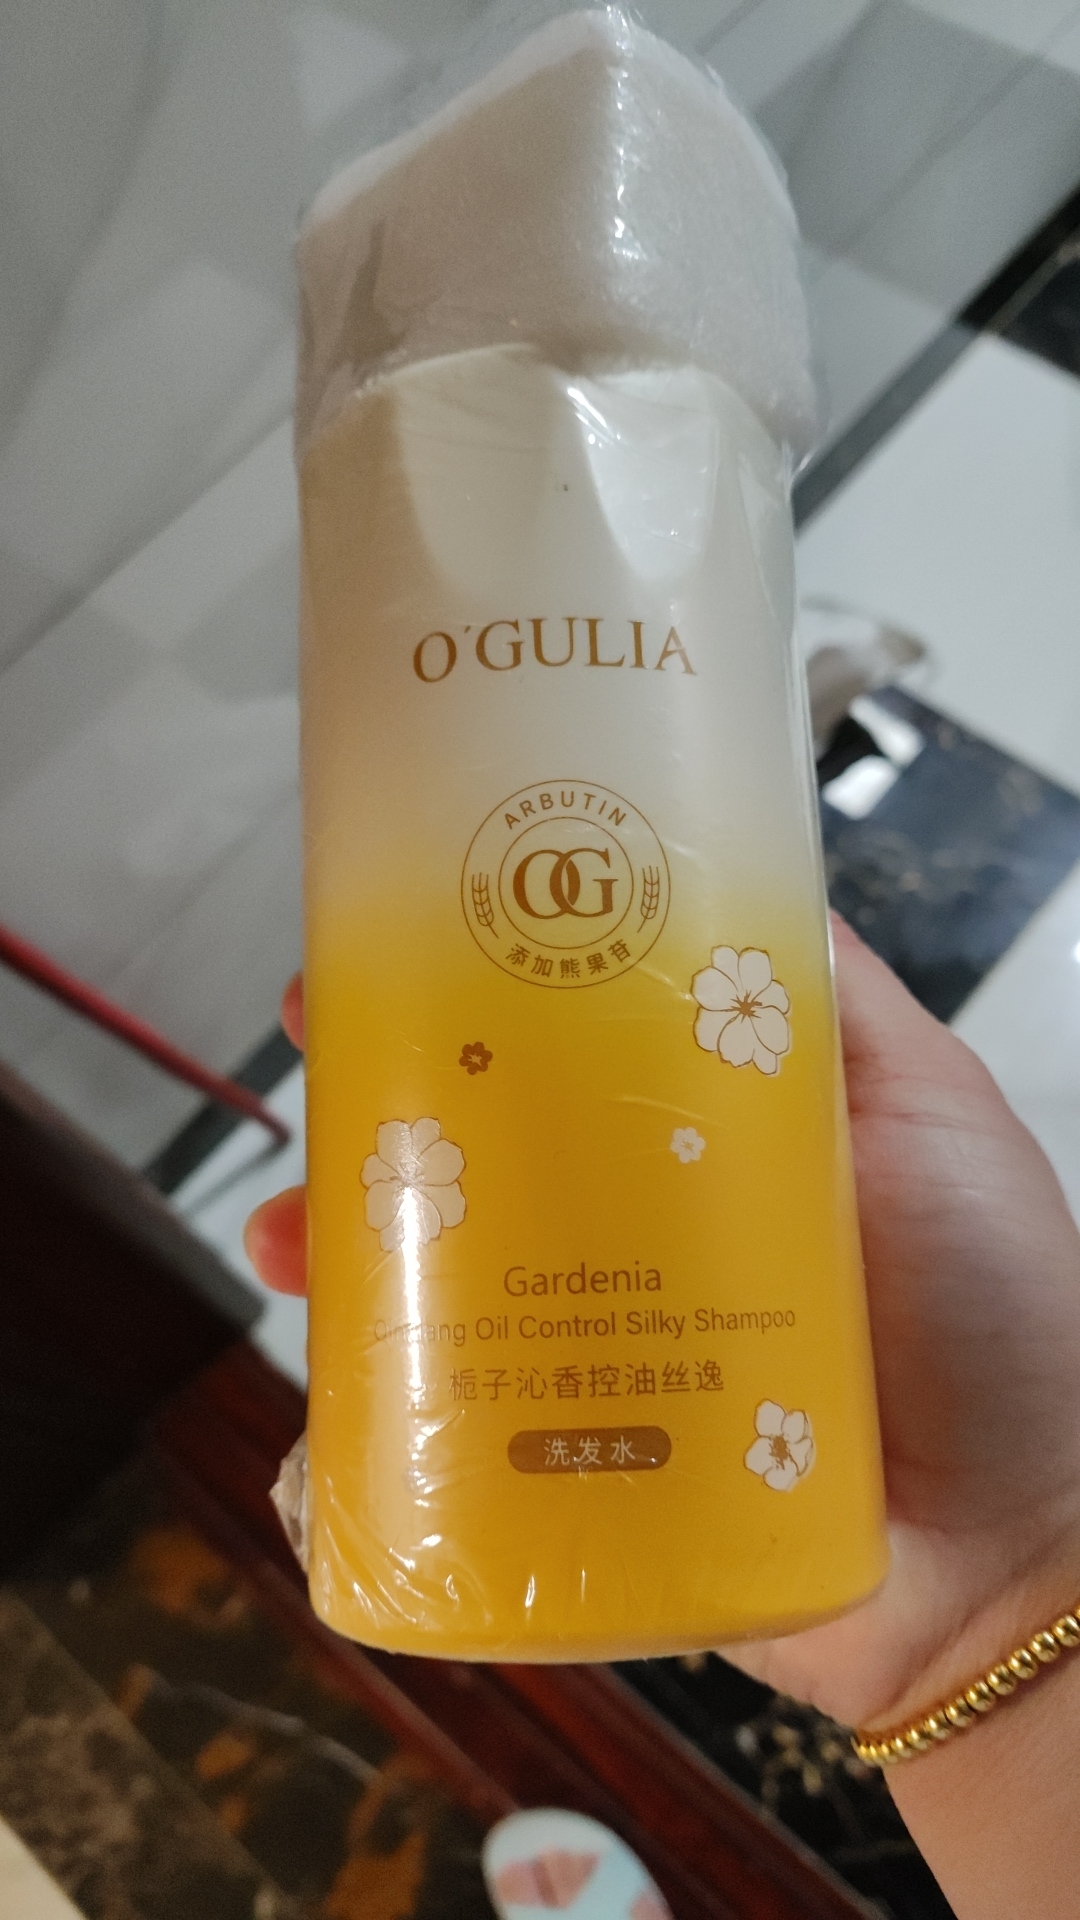 O'GULIA
ARBUTIN
OG
添加熊果苷
Gardenia
Oil Control Silky Shampoo
栀子沁香控油丝逸
洗发水